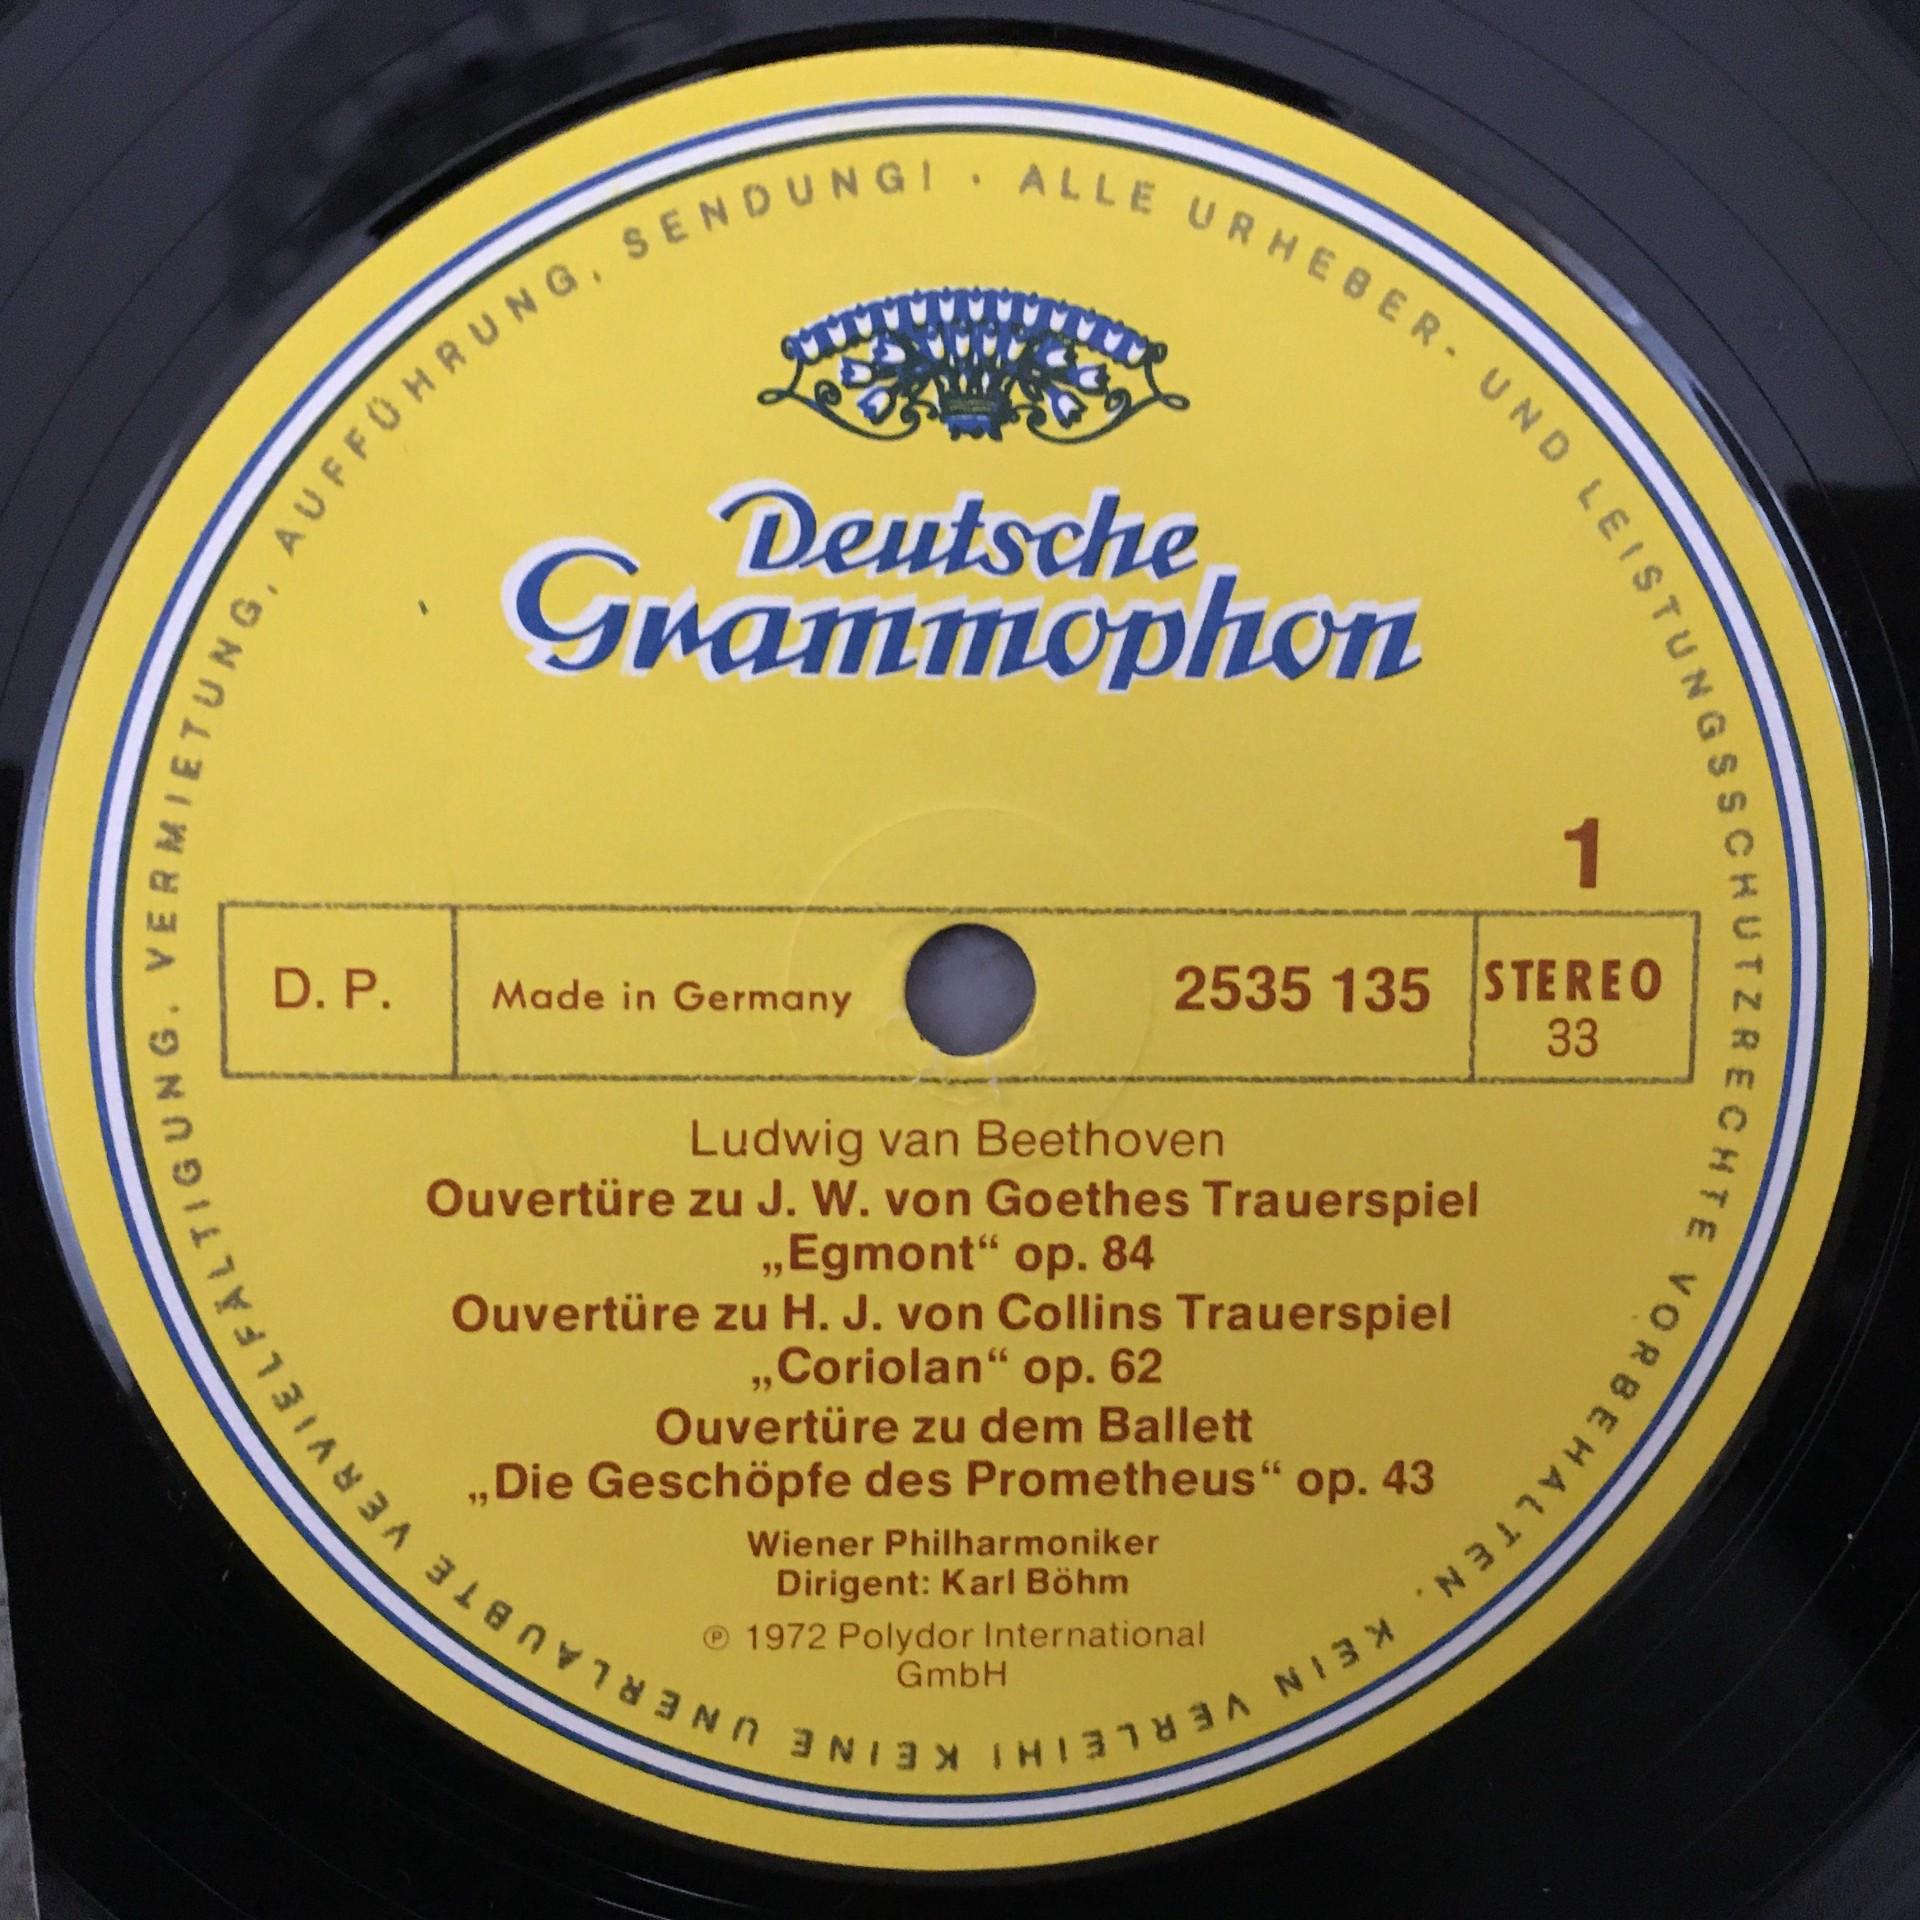 ALLE URHEBER- UND LEISTUNGSSCHUTZRECHTE VORBEHALTEN. KEIN VERLEIH! KEINE UNERLAUBTE VERVIELFÄLTIGUNG, VERMIETUNG, AUFFÜHRUNG, SENDUNG! ·
Deutsche
Grammophon
1
D. P.
Made in Germany
2535 135
STEREO
33
Ludwig van Beethoven
Ouvertüre zu J. W. von Goethes Trauerspiel
„Egmont“ op. 84
Ouvertüre zu H. J. von Collins Trauerspiel
„Coriolan“ op. 62
Ouvertüre zu dem Ballett
„Die Geschöpfe des Prometheus“ op. 43
Wiener Philharmoniker
Dirigent: Karl Böhm
℗ 1972 Polydor International
GmbH